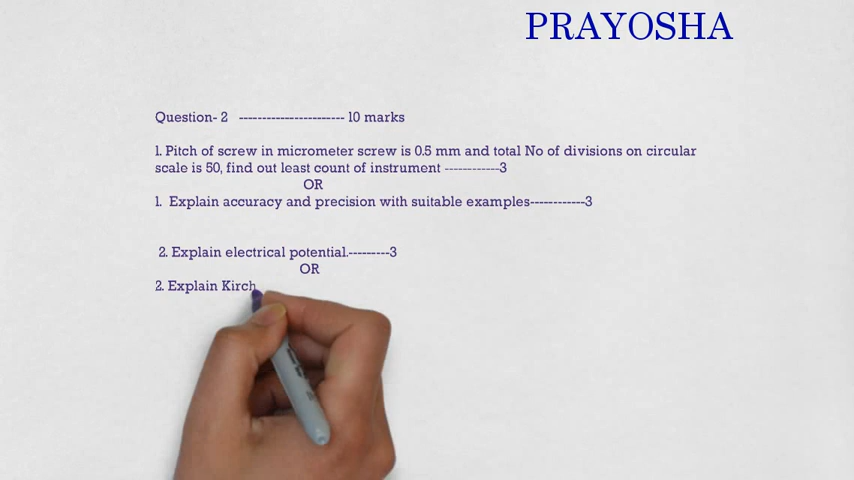 PRAYOSHA
Question- 2 ----------------------- 10 marks
1. Pitch of screw in micrometer screw is 0.5 mm and total No of divisions on circular
scale is 50, find out least count of instrument ------------3
OR
1. Explain accuracy and precision with suitable examples------------3
2. Explain electrical potential.---------3
OR
2. Explain Kirch